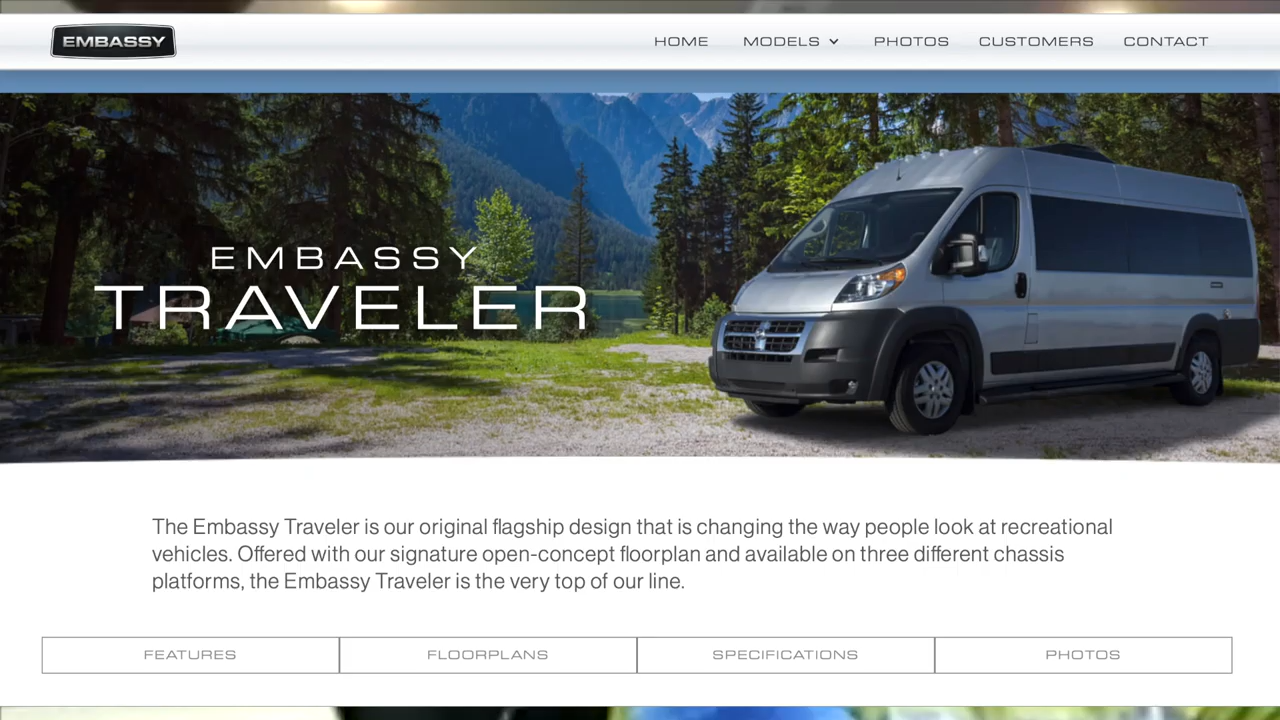 EMBASSY
HOME MODELS PHOTOS CUSTOMERS CONTACT
EMBASSY
TRAVELER
The Embassy Traveler is our original flagship design that is changing the way people look at recreational
vehicles. Offered with our signature open-concept floorplan and available on three different chassis
platforms, the Embassy Traveler is the very top of our line.
FEATURES FLOORPLANS SPECIFICATIONS PHOTOS